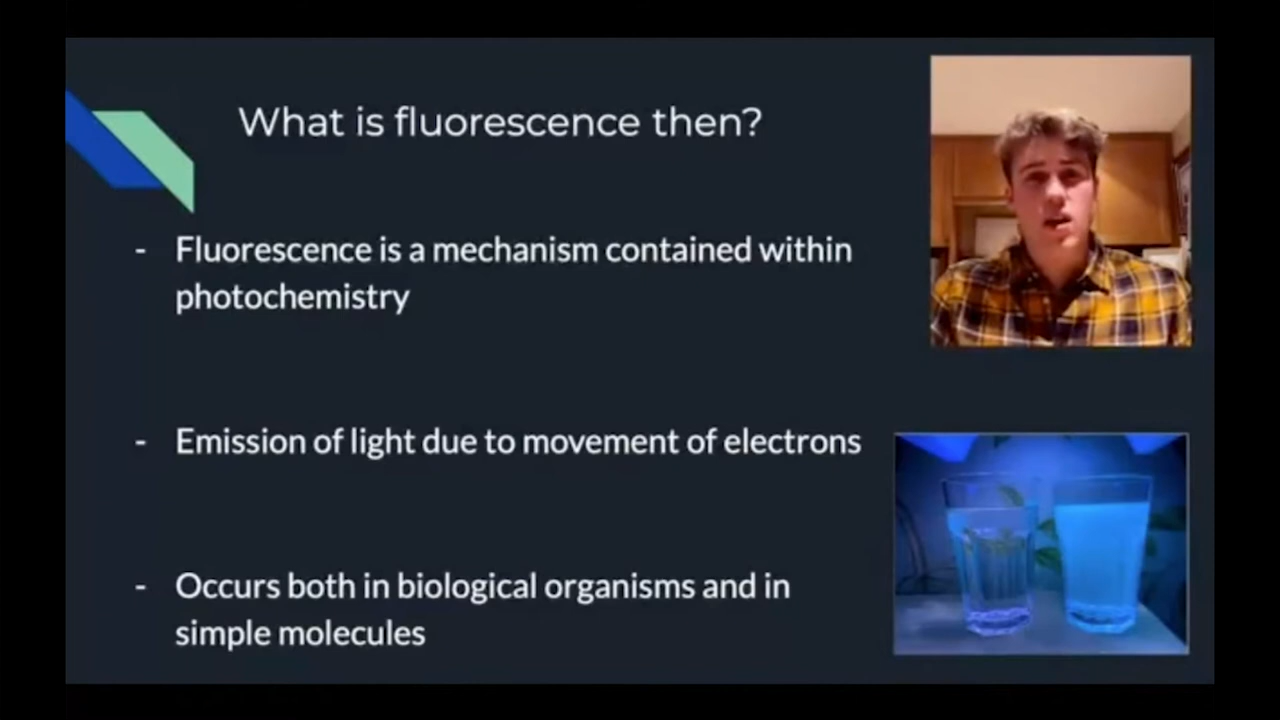 What is fluorescence then?
- Fluorescence is a mechanism contained within
photochemistry
- Emission of light due to movement of electrons
- Occurs both in biological organisms and in
simple molecules